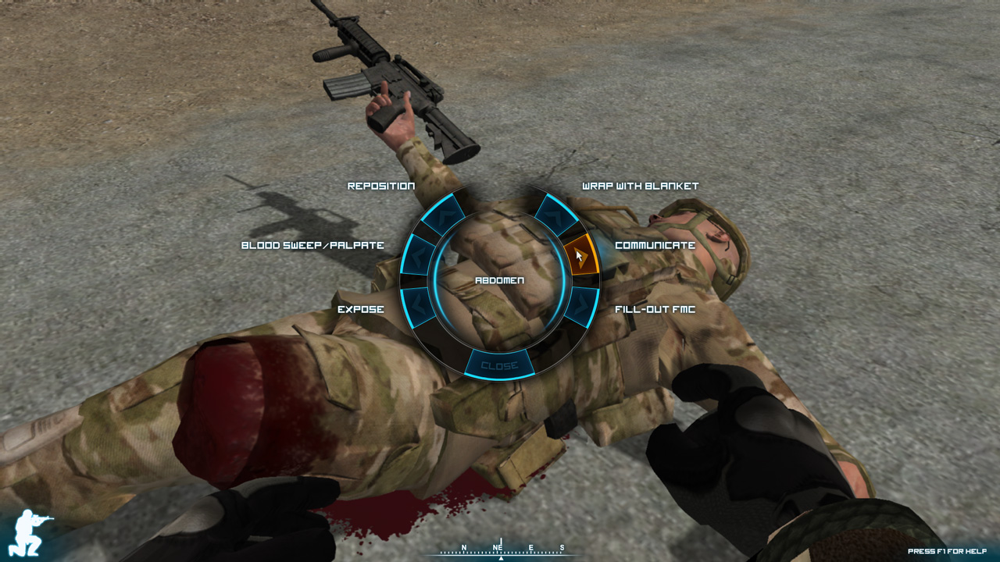 REPOSITION
WRAP WITH BLANKET
BLOOD SWEEP/PALPATE
COMMUNICATE
ABDOMEN
EXPOSE
FILL-OUT FMC
CLOSE
N NE E S
PRESS F1 FOR HELP